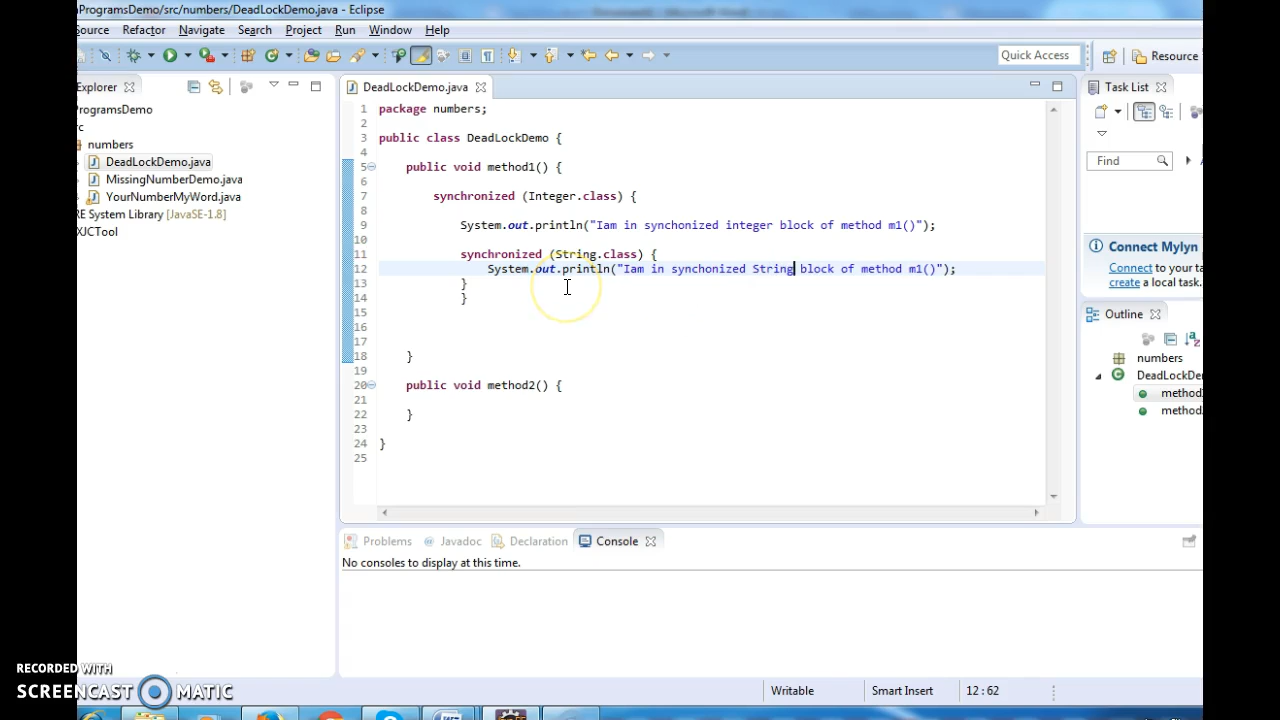 nProgramsDemo/src/numbers/DeadLockDemo.java - Eclipse
Source Refactor Navigate Search Project Run Window Help
Quick Access Resource
Explorer
ProgramsDemo
rc
numbers
DeadLockDemo.java
MissingNumberDemo.java
YourNumberMyWord.java
RE System Library [JavaSE-1.8]
XJCTool
DeadLockDemo.java
1 package numbers;
2
3 public class DeadLockDemo {
4
5 public void method1() {
6
7 synchronized (Integer.class) {
8
9 System.out.println("Iam in synchonized integer block of method m1()");
10
11 synchronized (String.class) {
12 System.out.println("Iam in synchonized String block of method m1()");
13 }
14 }
15
16
17
18 }
19
20 public void method2() {
21
22 }
23
24 }
25
Task List
Find
Connect Mylyn
Connect to your ta
create a local task.
Outline
numbers
DeadLockDe
method
method
Problems Javadoc Declaration Console
No consoles to display at this time.
Writable Smart Insert 12 : 62
RECORDED WITH
SCREENCAST MATIC